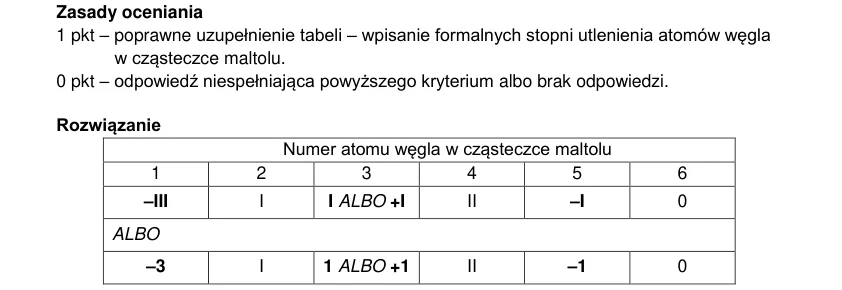 Zasady oceniania
1 pkt – poprawne uzupełnienie tabeli – wpisanie formalnych stopni utlenienia atomów węgla
w cząsteczce maltolu.
0 pkt – odpowiedź niespełniająca powyższego kryterium albo brak odpowiedzi.
Rozwiązanie
Numer atomu węgla w cząsteczce maltolu
1 2 3 4 5 6
–III I I ALBO +I II –I 0
ALBO
–3 I 1 ALBO +1 II –1 0